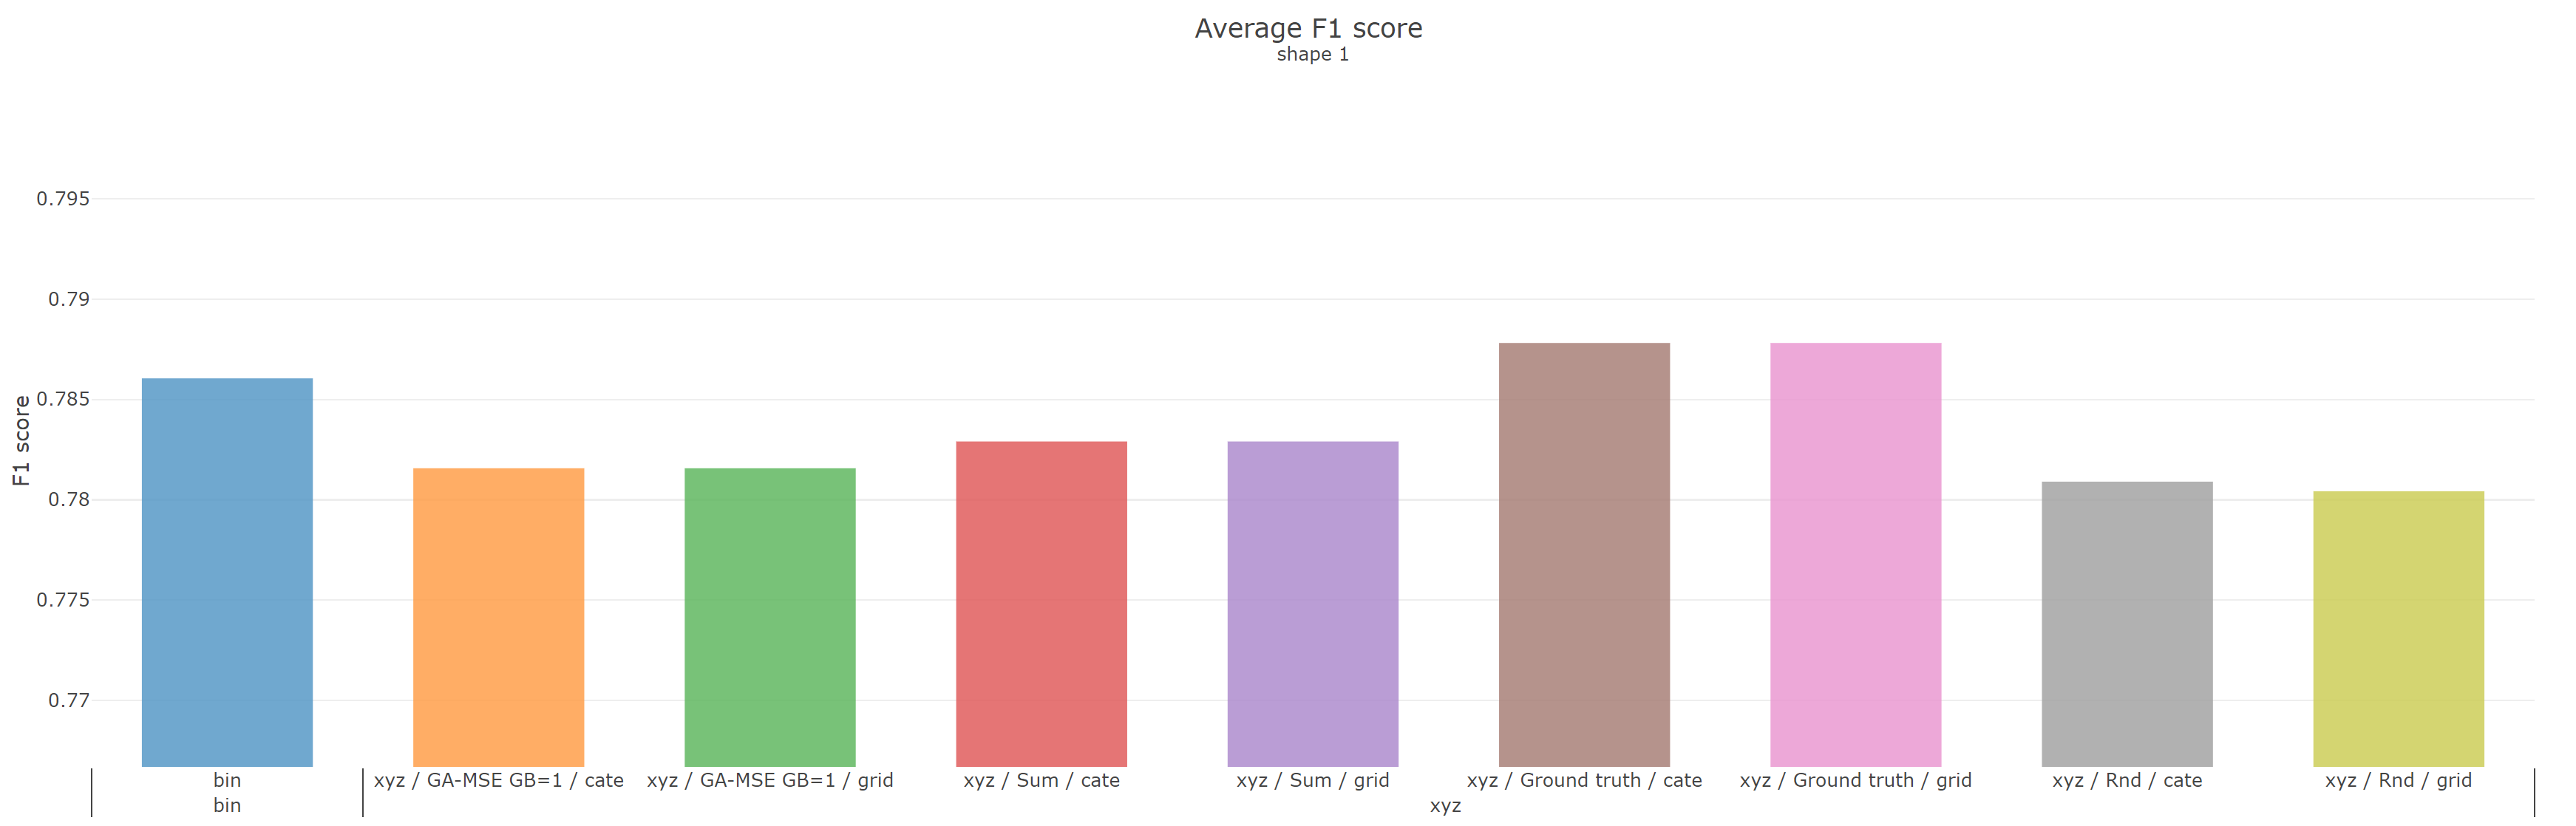 Average F1 score
shape 1
0.795
0.79
0.785
0.78
0.775
0.77
F1 score
bin
xyz / GA-MSE GB=1 / cate
xyz / GA-MSE GB=1 / grid
xyz / Sum / cate
xyz / Sum / grid
xyz / Ground truth / cate
xyz / Ground truth / grid
xyz / Rnd / cate
xyz / Rnd / grid
bin
xyz